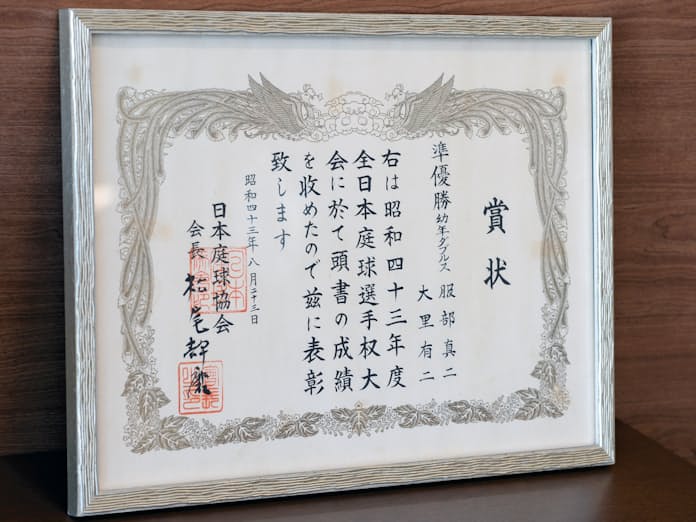 賞状
準優勝 幼年ダブルス 服部真二
大里有二
右は昭和四十三年度
全日本庭球選手权大
会に於て頭書の成績
を收めたので茲に表彰
致します
昭和四十三年八月二十三日
日本庭球協会
会長